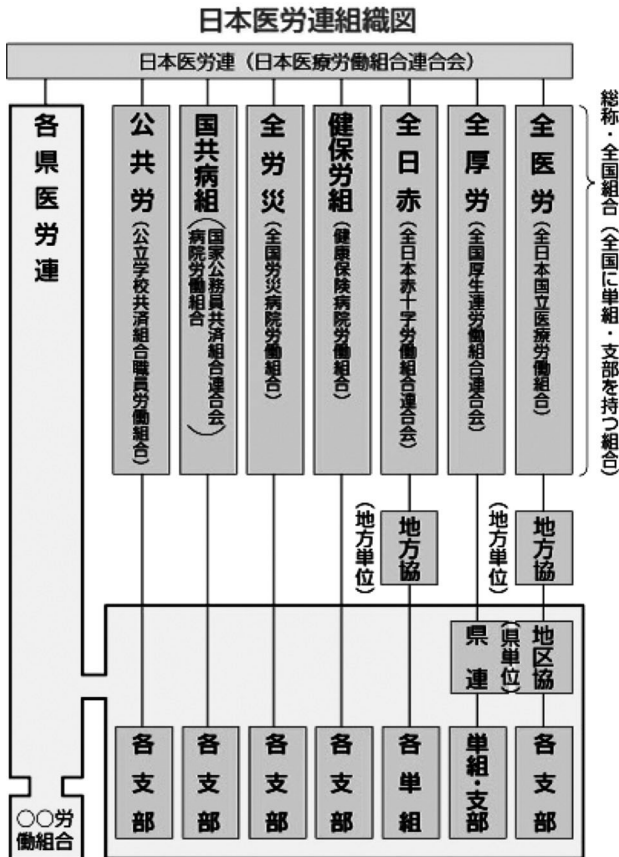 日本医労連組織図
日本医労連（日本医療労働組合連合会）
各県医労連
公共労（公立学校共済組合職員労働組合）
国共病組（国家公務員共済組合連合会
病院労働組合）
全労災（全国労災病院労働組合）
健保労組（健康保険病院労働組合）
全日赤（全日本赤十字労働組合連合会）
全厚労（全国厚生連労働組合連合会）
全医労（全日本国立医療労働組合）
総称・全国組合（全国に単組・支部を持つ組合）
（地方単位）
地方協
（地方単位）
地方協
県連
（県単位）
地区協
各支部
各支部
各支部
各支部
各単組
単組・支部
各支部
○○労
働組合